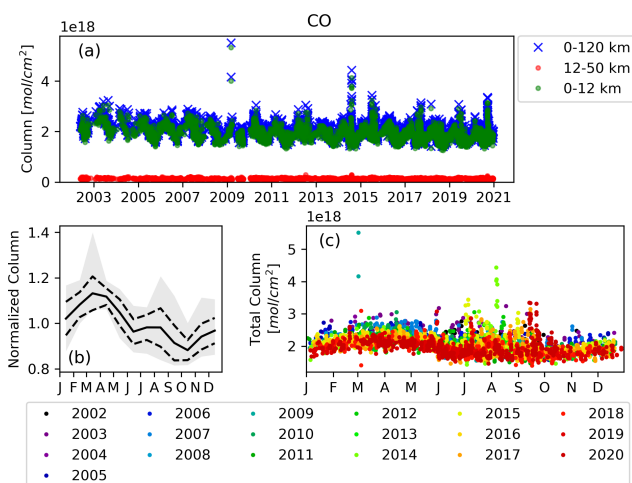 CO
1e18
(a)
Column [mol/cm²]
4
2
0
2003 2005 2007 2009 2011 2013 2015 2017 2019 2021
0-120 km
12-50 km
0-12 km
(b)
Normalized Column
1.4
1.2
1.0
0.8
J F M A M J J A S O N D
1e18
(c)
Total Column
[mol/cm²]
5
4
3
2
J F M A M J J A S O N D
2002 2006 2009 2012 2015 2018
2003 2007 2010 2013 2016 2019
2004 2008 2011 2014 2017 2020
2005